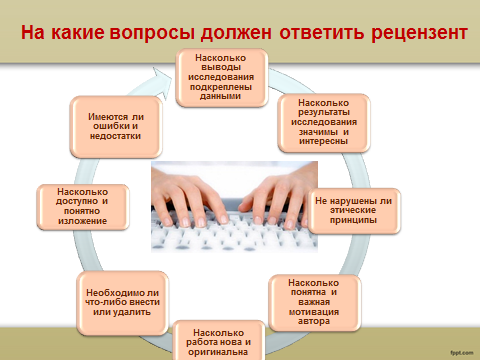 На какие вопросы должен ответить рецензент
Насколько
выводы
исследования
подкреплены
данными
Насколько
результаты
исследования
значимы и
интересны
Не нарушены ли
этические
принципы
Насколько
понятна и
важная
мотивация
автора
Насколько
работа нова и
оригинальна
Необходимо ли
что-либо внести
или удалить
Насколько
доступно и
понятно
изложение
Имеются ли
ошибки и
недостатки
fppt.com